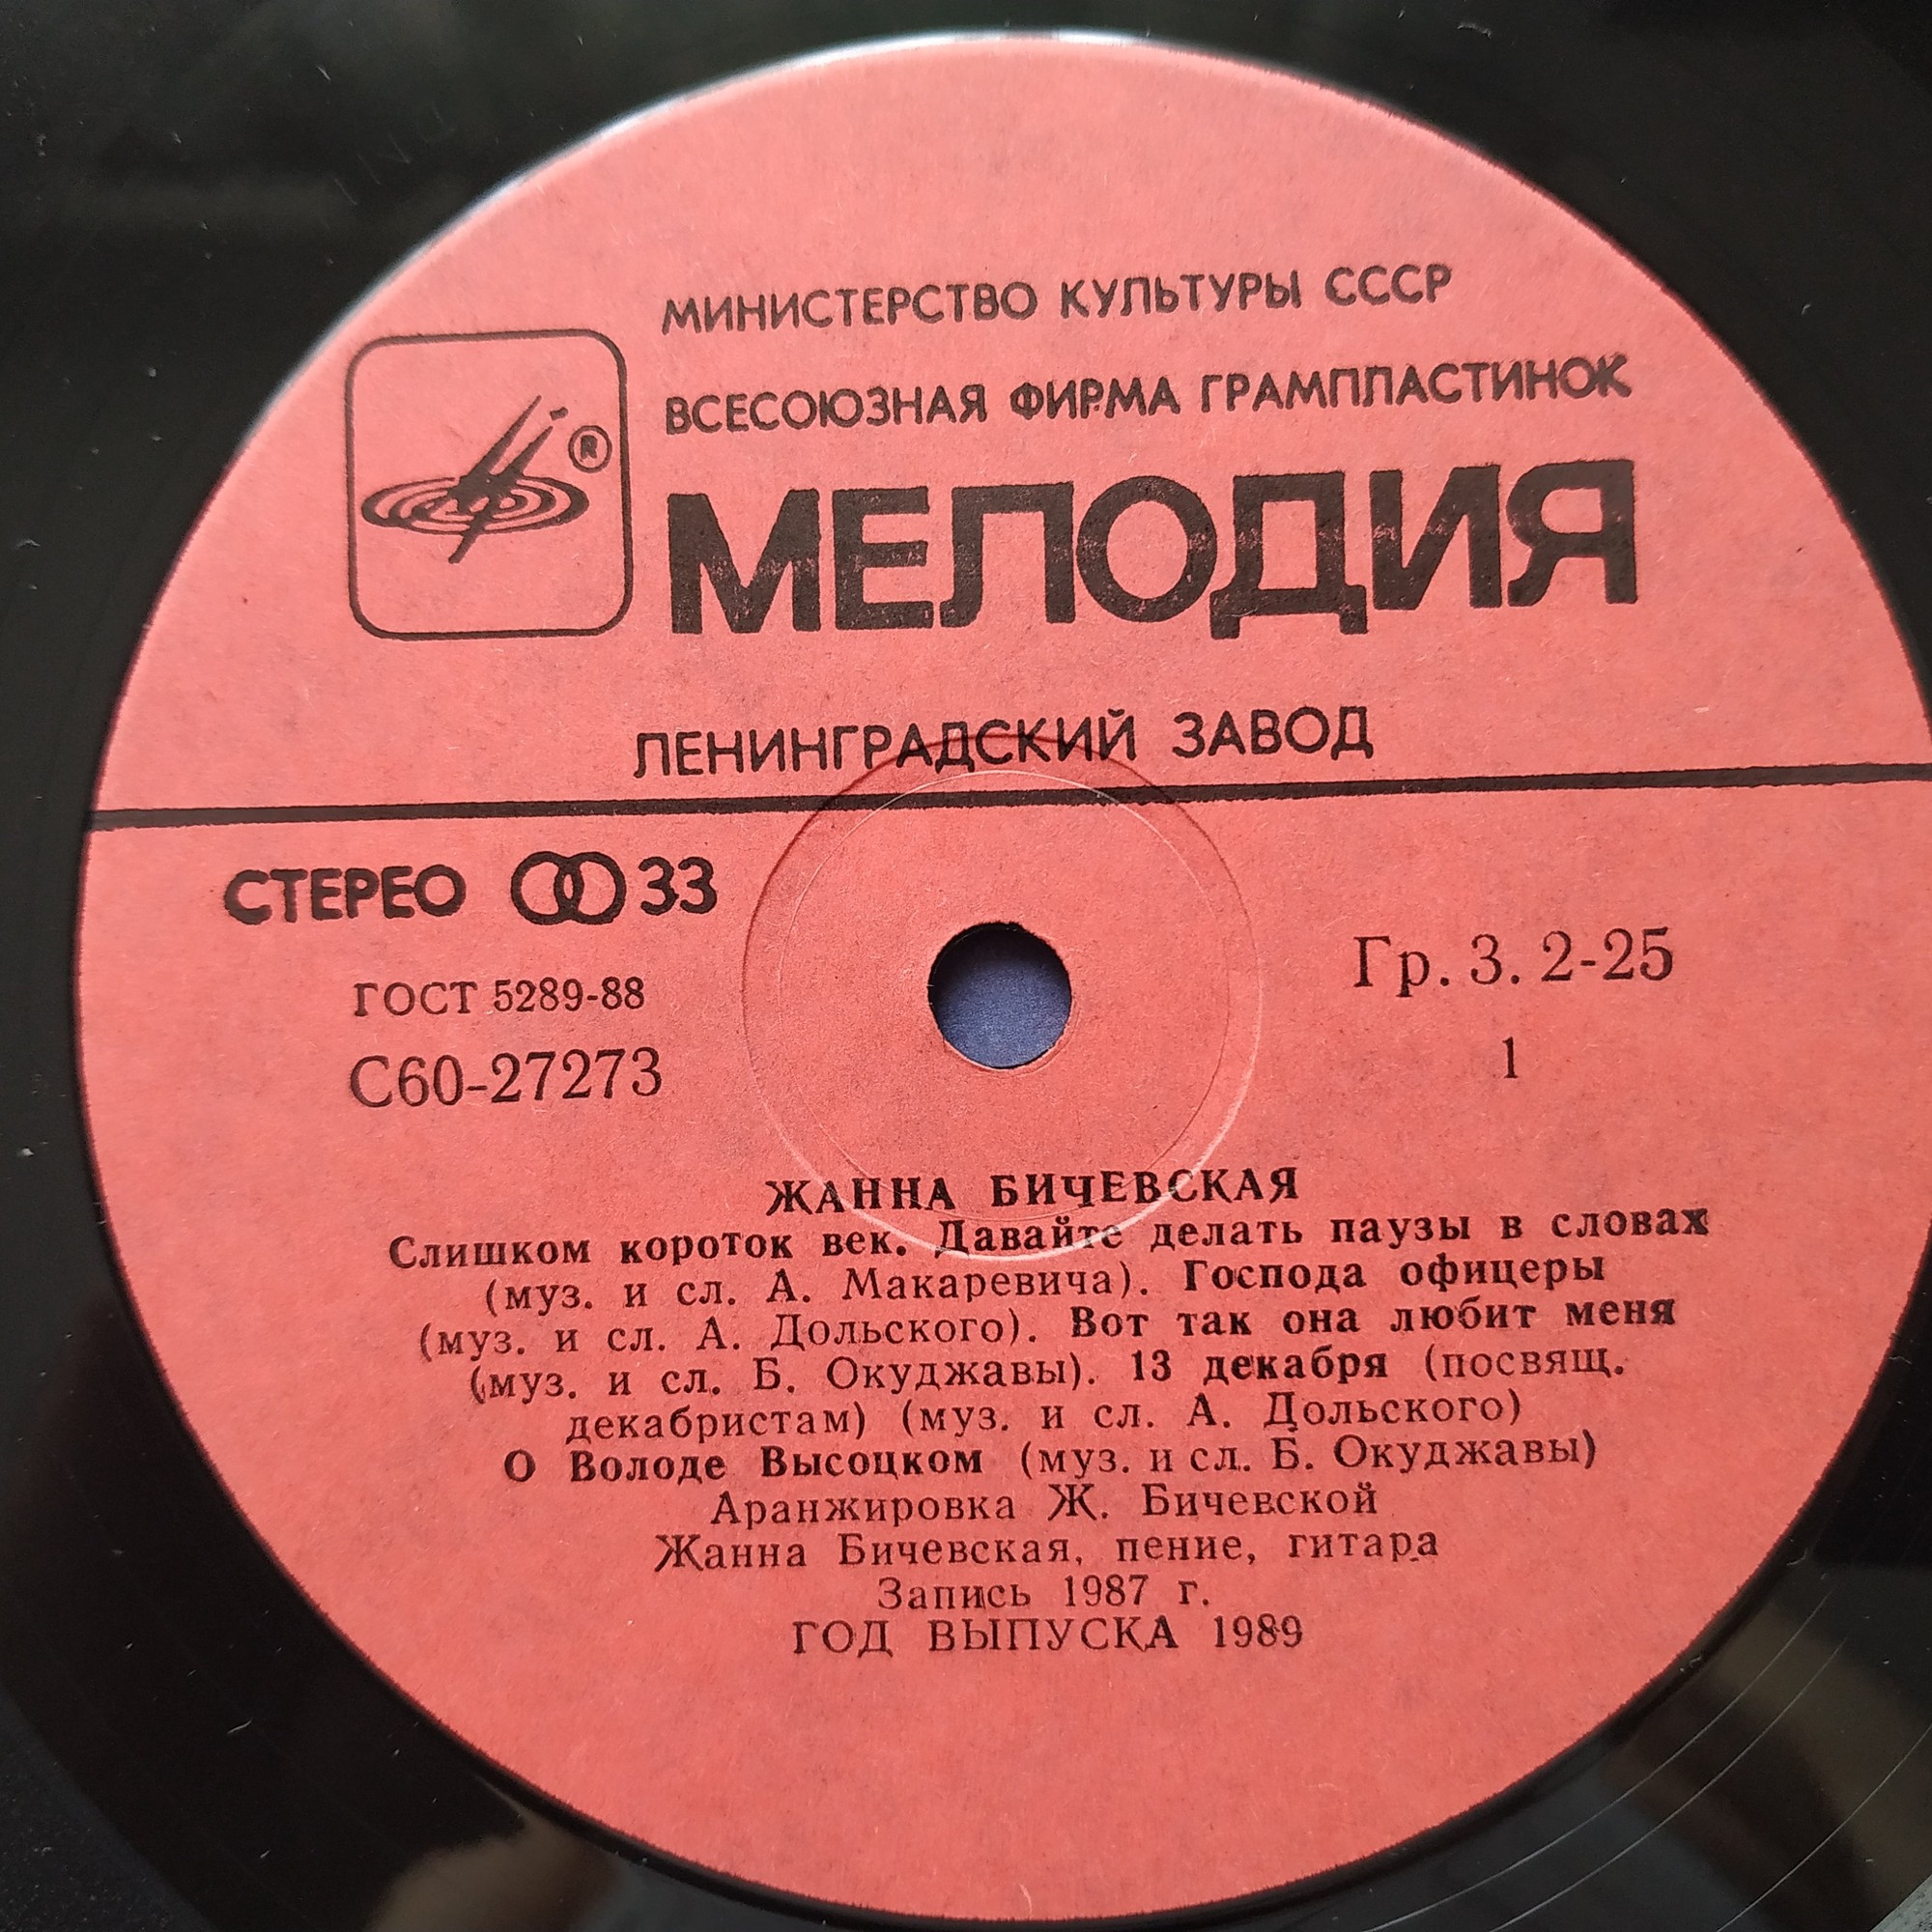 МИНИСТЕРСТВО КУЛЬТУРЫ СССР
ВСЕСОЮЗНАЯ ФИРМА ГРАМПЛАСТИНОК
®
МЕЛОДИЯ
ЛЕНИНГРАДСКИЙ ЗАВОД
СТЕРЕО 33
ГОСТ 5289-88
Гр. 3. 2-25
С60-27273
1
ЖАННА БИЧЕВСКАЯ
Слишком короток век. Давайте делать паузы в словах
(муз. и сл. А. Макаревича). Господа офицеры
(муз. и сл. А. Дольского). Вот так она любит меня
(муз. и сл. Б. Окуджавы). 13 декабря (посвящ.
декабристам) (муз. и сл. А. Дольского)
О Володе Высоцком (муз. и сл. Б. Окуджавы)
Аранжировка Ж. Бичевской
Жанна Бичевская, пение, гитара
Запись 1987 г.
ГОД ВЫПУСКА 1989